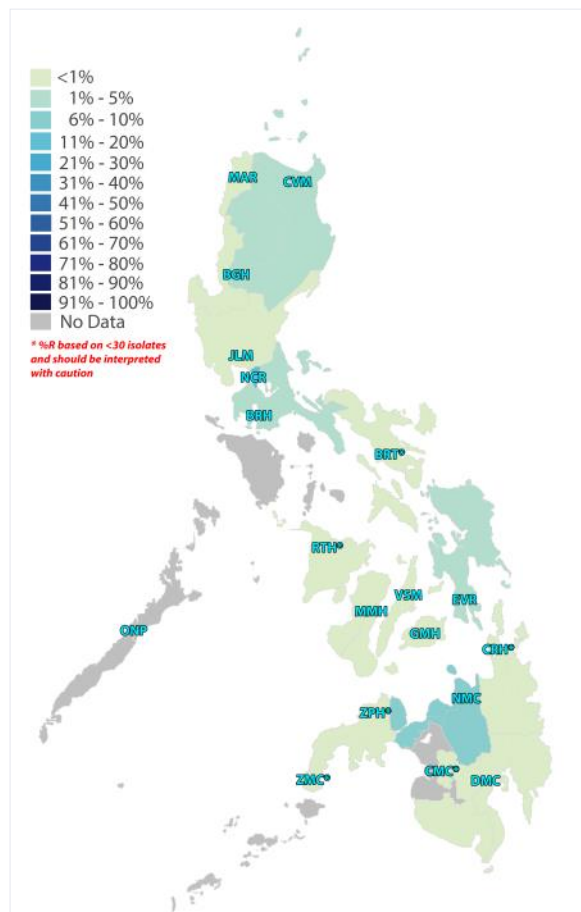 <1%
1% - 5%
6% - 10%
11% - 20%
21% - 30%
31% - 40%
41% - 50%
51% - 60%
61% - 70%
71% - 80%
81% - 90%
91% - 100%
No Data
* %R based on <30 isolates
and should be interpreted
with caution
MAR
CVM
BGH
JLM
NCR
BRH
BRT*
RTH*
VSM
MMH
EVR
GMH
ONP
CRH*
NMC
ZPH*
CMC*
ZMC*
DMC